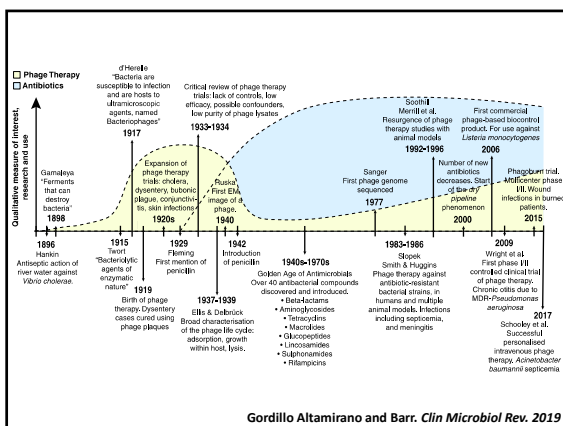 Phage Therapy
Antibiotics
Qualitative measure of interest,
research and use
Gamaleya
"Ferments that
can destroy
bacteria"
1898
d'Herelle
"Bacteria are
susceptible to infection
and are hosts to
ultramicroscopic
agents, named
Bacteriophages"
1917
Expansion of
phage therapy
trials: cholera,
dysentery, bubonic
plague, conjunctiv-
itis, skin infections
1920s
Critical review of phage therapy
trials: lack of controls, low
efficacy, possible confounders,
low purity of phage lysates
1933-1934
Ruska
First EM
image of a
phage.
1940
Sanger
First phage genome
sequenced
1977
Soothill
Merrill et al.
Resurgence of phage
therapy studies with
animal models
1992-1996
Number of new
antibiotics
decreases. Start
of the dry
pipeline
phenomenon
2000
First commercial
phage-based biocontrol
product. For use against
Listeria monocytogenes
2006
Phagoburn trial.
Multicenter phase
I/II. Wound
infections in burned
patients.
2015
1896
Hankin
Antiseptic action of
river water against
Vibrio cholerae.
1915
Twort
"Bacteriolytic
agents of
enzymatic nature"
1919
Birth of phage
therapy. Dysentery
cases cured using
phage plaques
1929
Fleming
First mention of
penicillin
1937-1939
Ellis & Delbrück
Broad characterisation
of the phage life cycle:
adsorption, growth
within host, lysis.
1942
Introduction
of penicillin
1940s-1970s
Golden Age of Antimicrobials
Over 40 antibacterial compounds
discovered and introduced.
• Beta-lactams
• Aminoglycosides
• Tetracyclins
• Macrolides
• Glucopeptides
• Lincosamides
• Sulphonamides
• Rifampicins
1983-1986
Slopek
Smith & Huggins
Phage therapy against
antibiotic-resistant
bacterial strains, in
humans and multiple
animal models. Infections
including septicemia,
and meningitis
2009
Wright et al.
First phase I/II
controlled clinical trial
of phage therapy.
Chronic otitis due to
MDR-Pseudomonas
aeruginosa
2017
Schooley et al.
Successful
personalised
intravenous phage
therapy. Acinetobacter
baumannii septicemia
Gordillo Altamirano and Barr. Clin Microbiol Rev. 2019